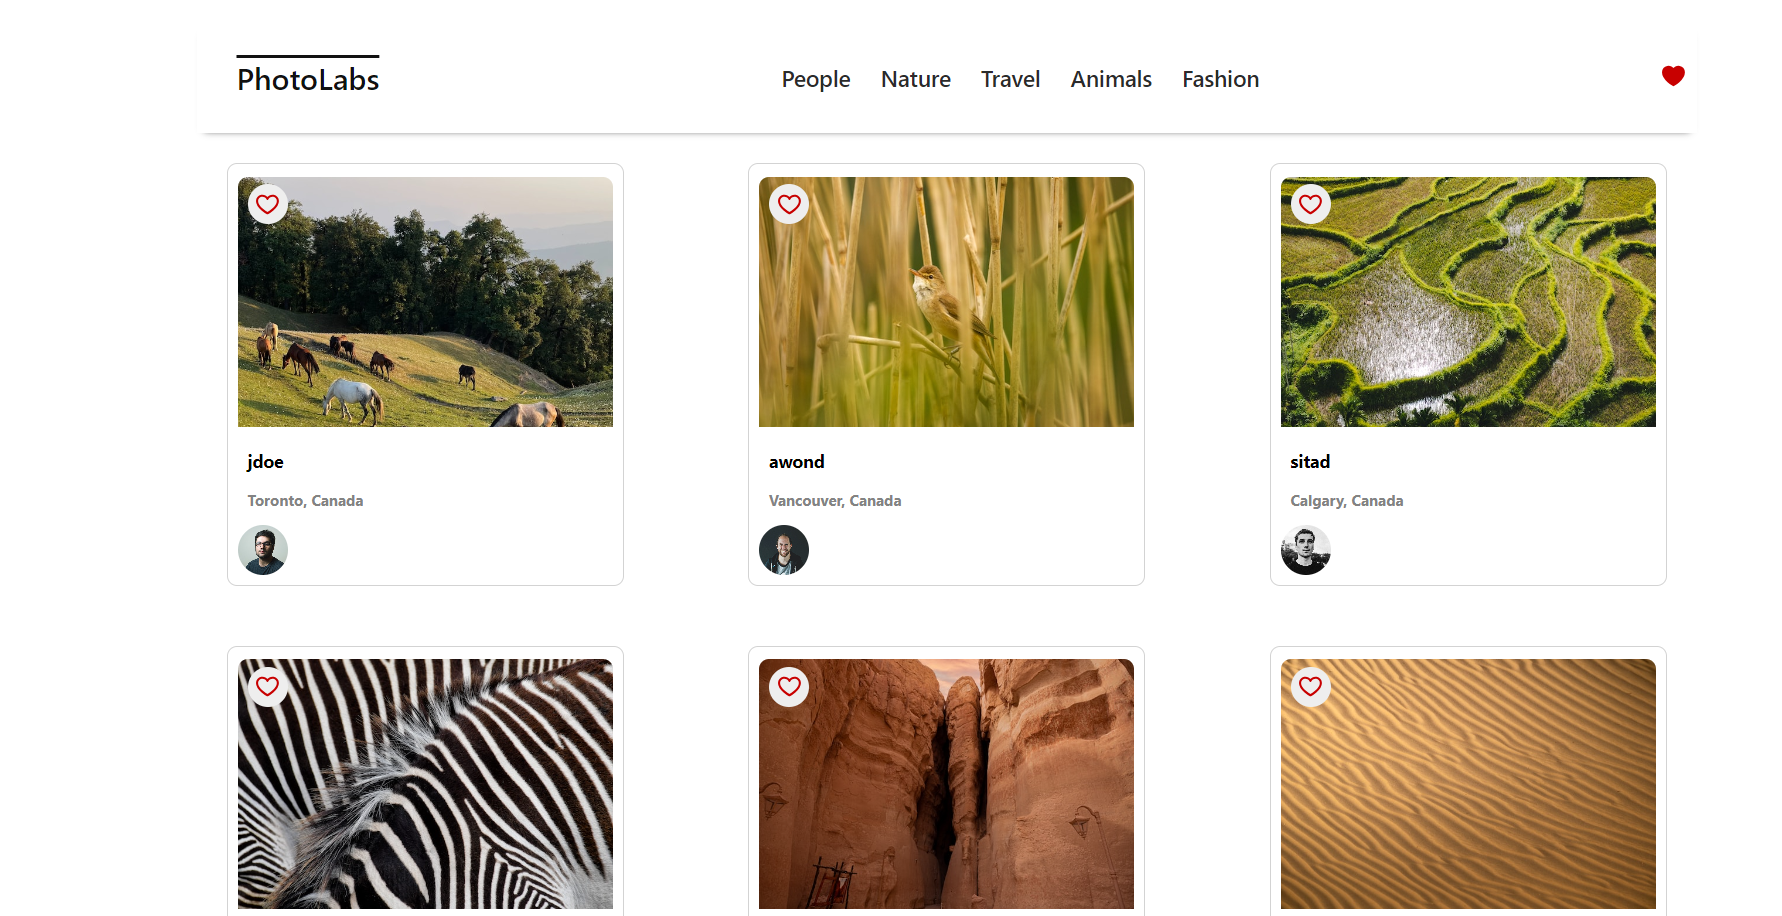 PhotoLabs
People Nature Travel Animals Fashion
jdoe
Toronto, Canada
awond
Vancouver, Canada
sitad
Calgary, Canada